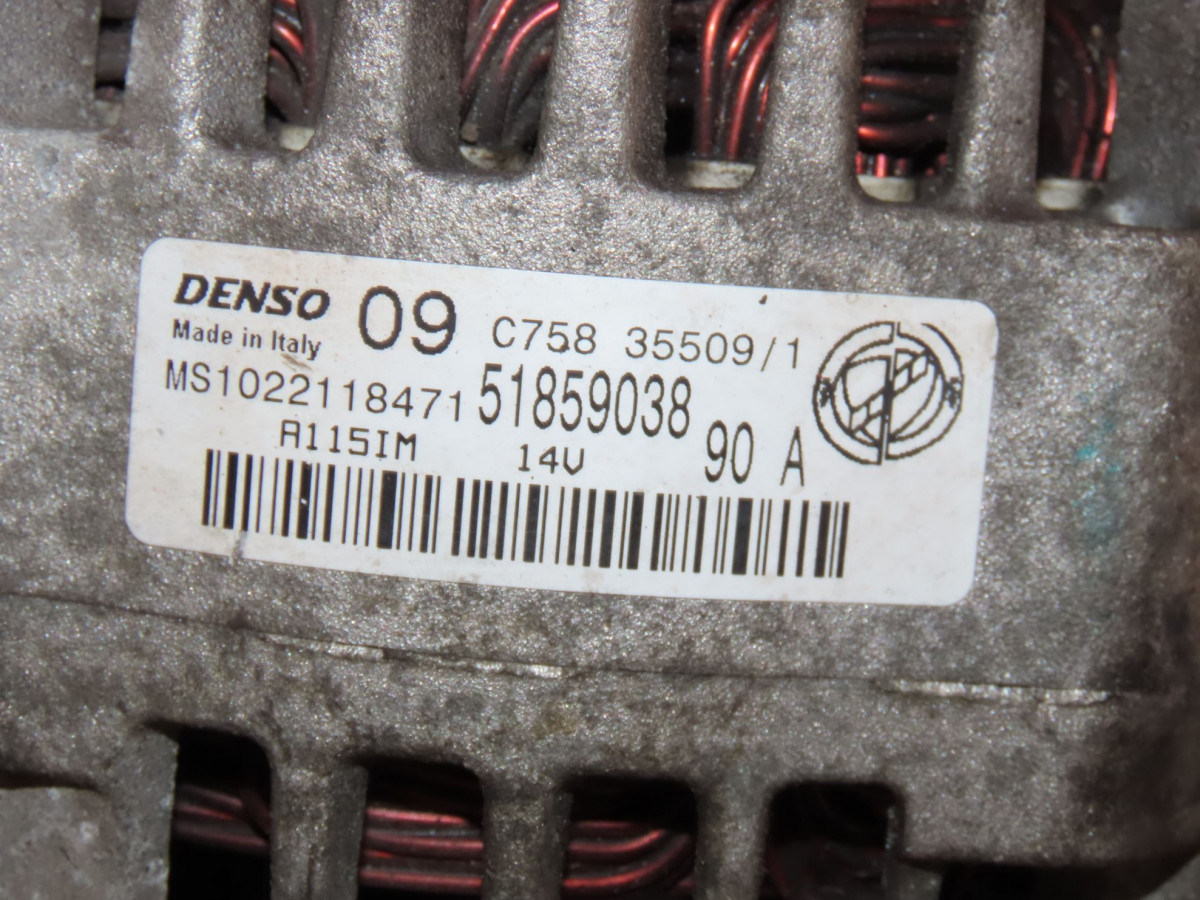 DENSO 09 C758 35509/1
Made in Italy
MS1022118471 51859038 90 A
A115IM 14V